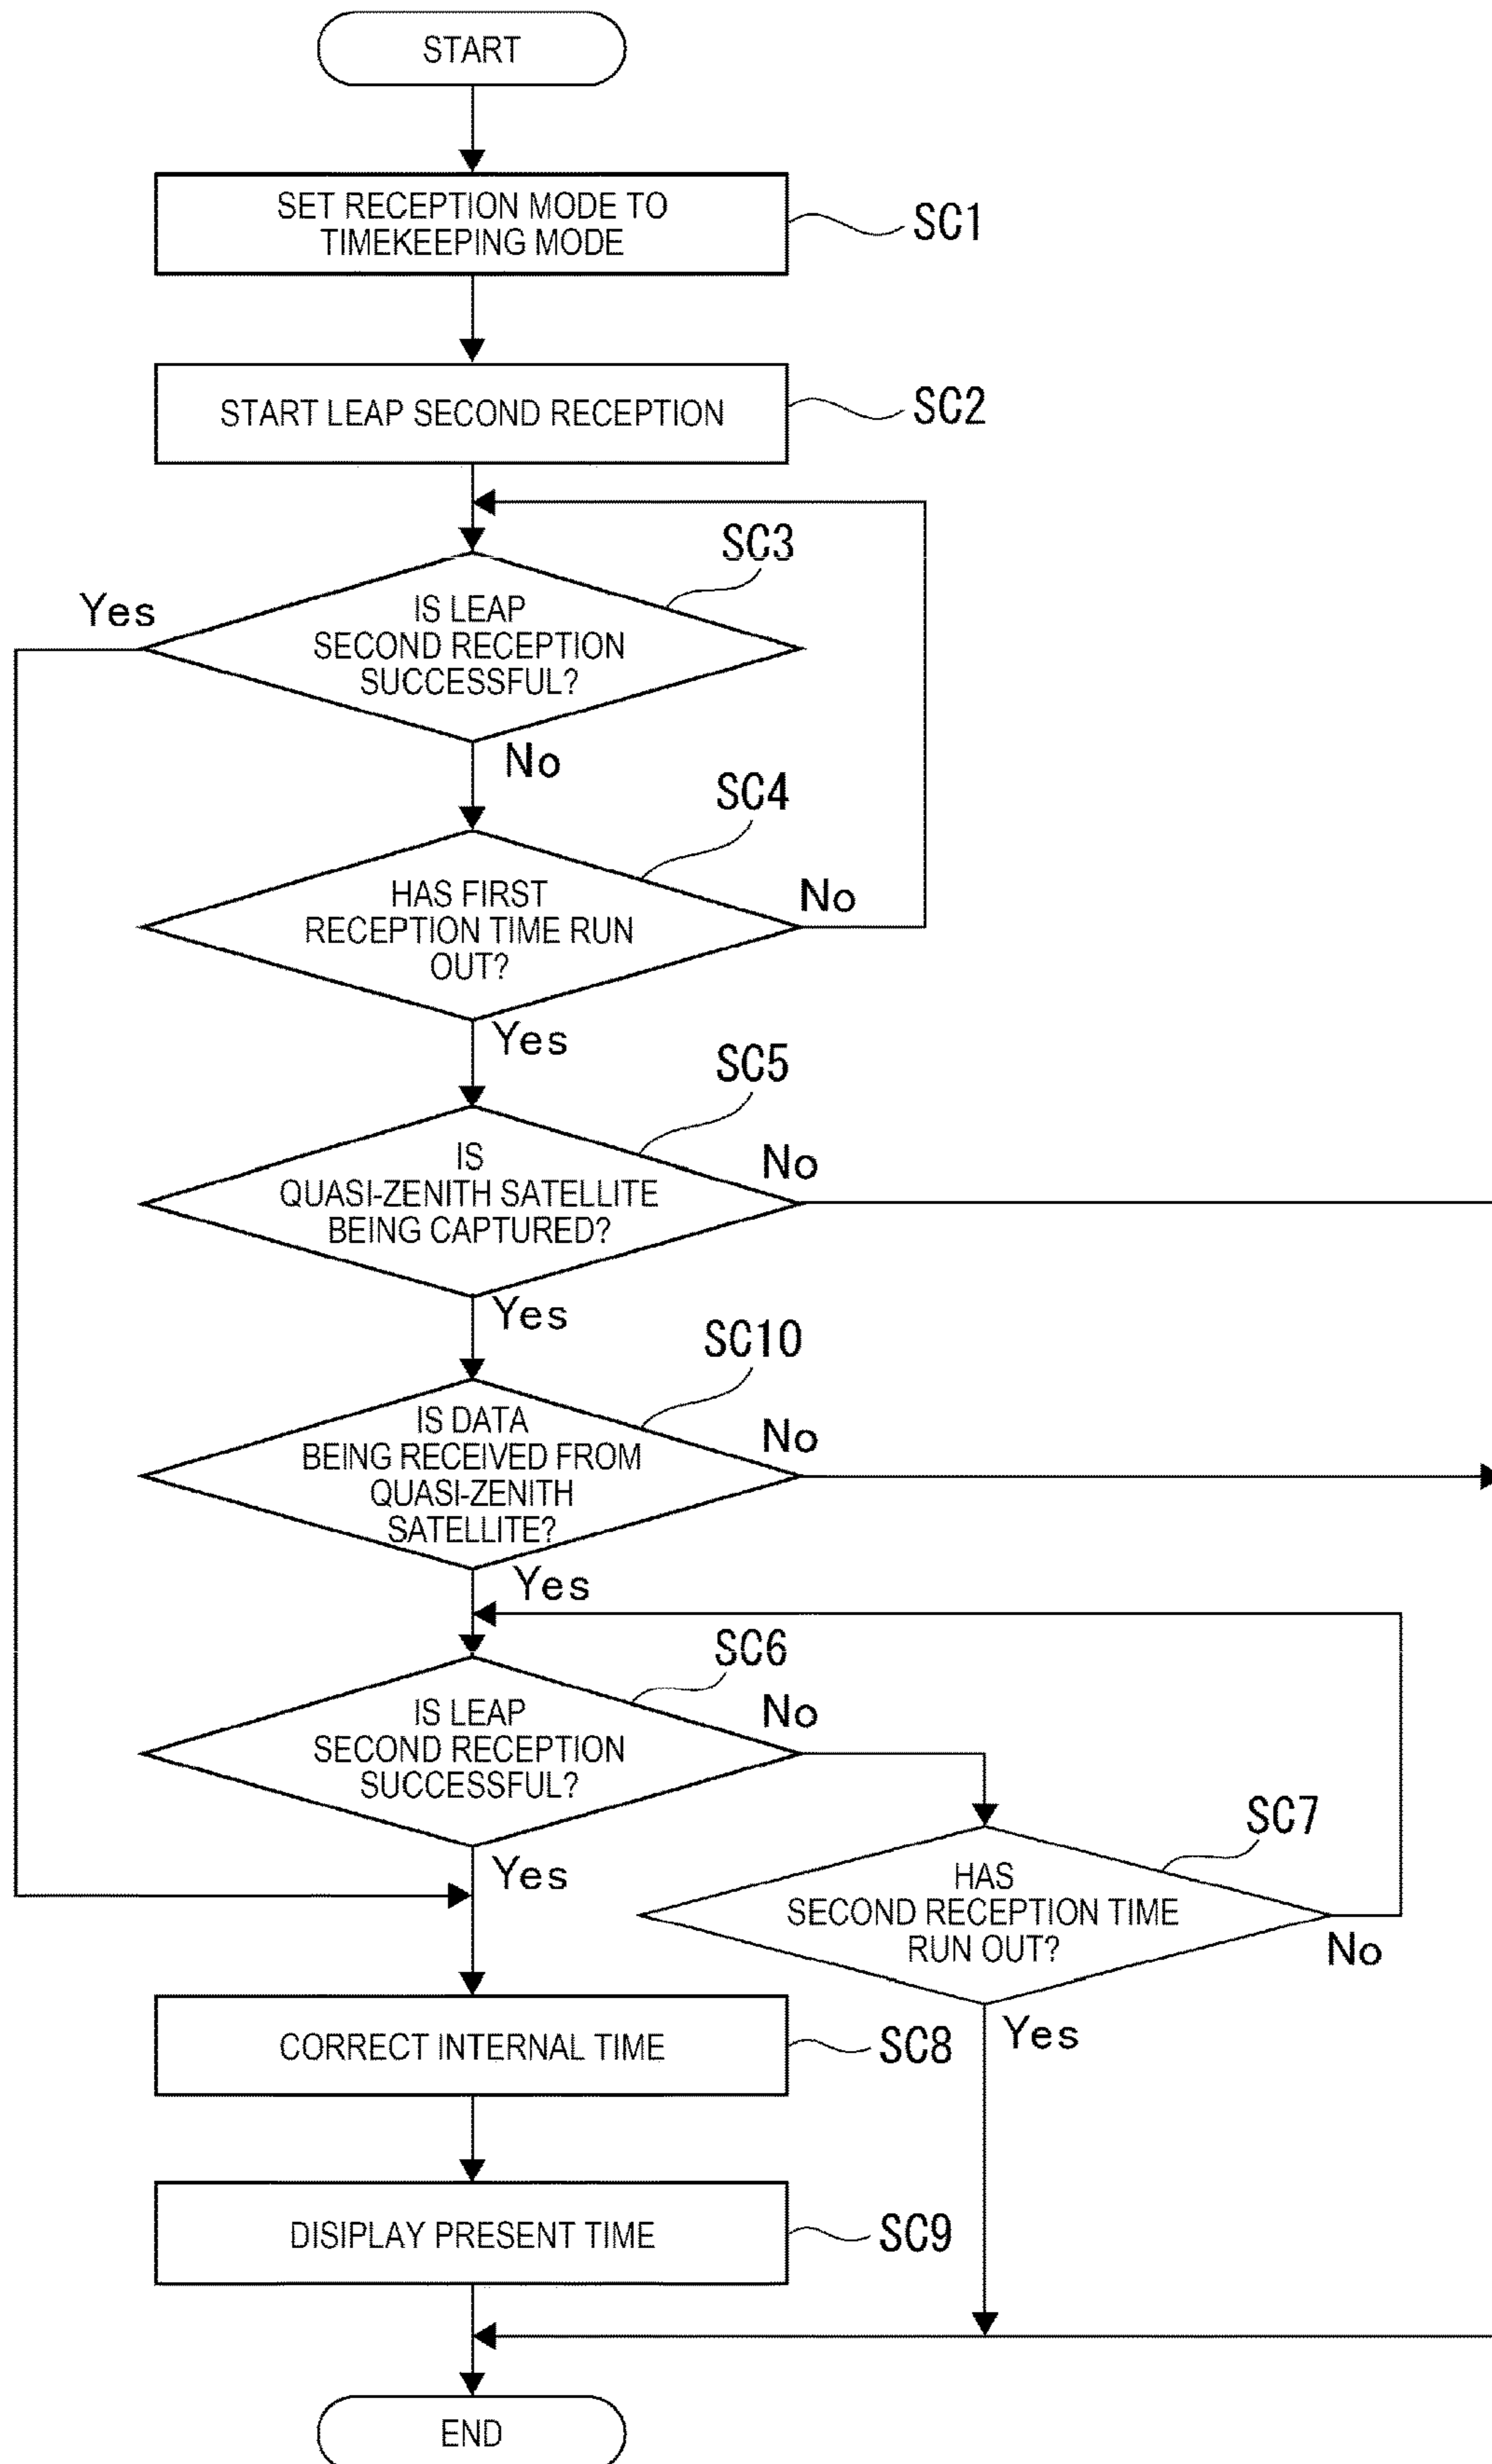 START
SET RECEPTION MODE TO
TIMEKEEPING MODE
SC1
START LEAP SECOND RECEPTION
SC2
SC3
Yes
IS LEAP
SECOND RECEPTION
SUCCESSFUL?
No
SC4
HAS FIRST
RECEPTION TIME RUN
OUT?
No
Yes
SC5
IS
QUASI-ZENITH SATELLITE
BEING CAPTURED?
No
Yes
SC10
IS DATA
BEING RECEIVED FROM
QUASI-ZENITH
SATELLITE?
No
Yes
SC6
IS LEAP
SECOND RECEPTION
SUCCESSFUL?
No
Yes
SC7
HAS
SECOND RECEPTION TIME
RUN OUT?
No
Yes
CORRECT INTERNAL TIME
SC8
DISIPLAY PRESENT TIME
SC9
END